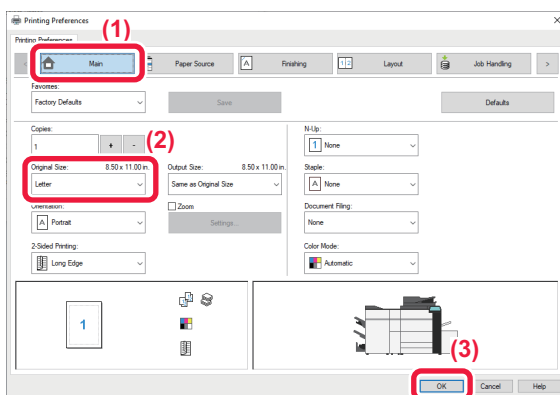 Printing Preferences
(1)
Printing Preferences
Main
Paper Source
A
Finishing
1 2
Layout
Job Handling
Favorites:
Factory Defaults
Save
Defaults
Copies:
1
+
-
(2)
N-Up:
1 None
Original Size: 8.50 x 11.00 in.
Letter
Output Size: 8.50 x 11.00 in.
Same as Original Size
Staple:
A None
Orientation:
A Portrait
Zoom
Settings...
Document Filing:
None
2-Sided Printing:
Long Edge
Color Mode:
Automatic
1
(3)
OK
Cancel
Help